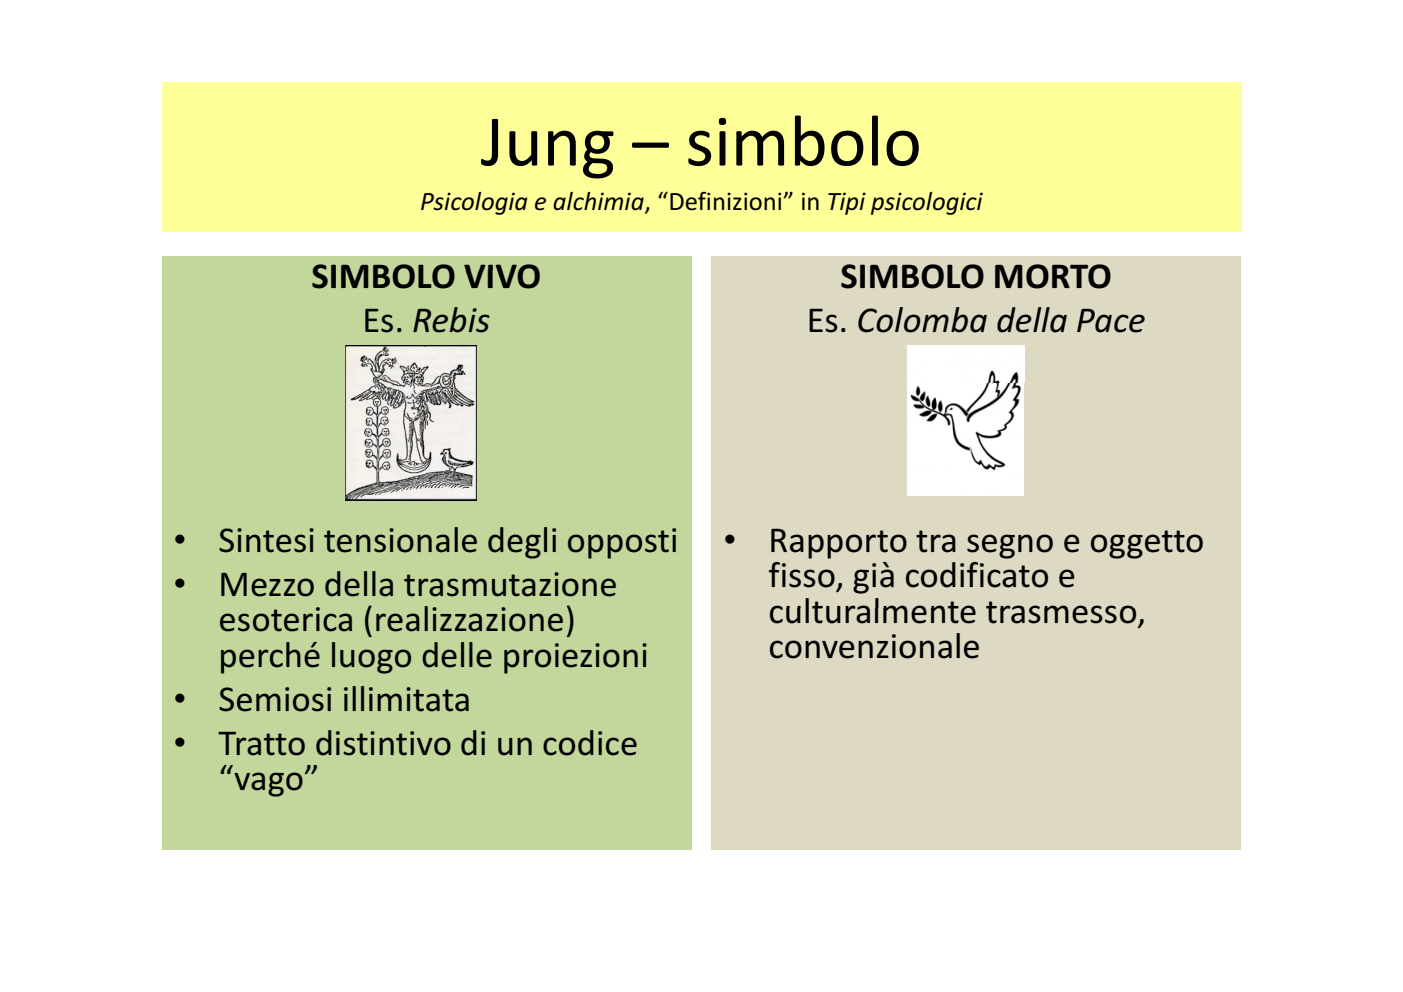 Jung – simbolo
Psicologia e alchimia, “Definizioni” in Tipi psicologici
SIMBOLO VIVO
Es. Rebis
• Sintesi tensionale degli opposti
• Mezzo della trasmutazione
esoterica (realizzazione)
perché luogo delle proiezioni
• Semiosi illimitata
• Tratto distintivo di un codice
“vago”
SIMBOLO MORTO
Es. Colomba della Pace
• Rapporto tra segno e oggetto
fisso, già codificato e
culturalmente trasmesso,
convenzionale